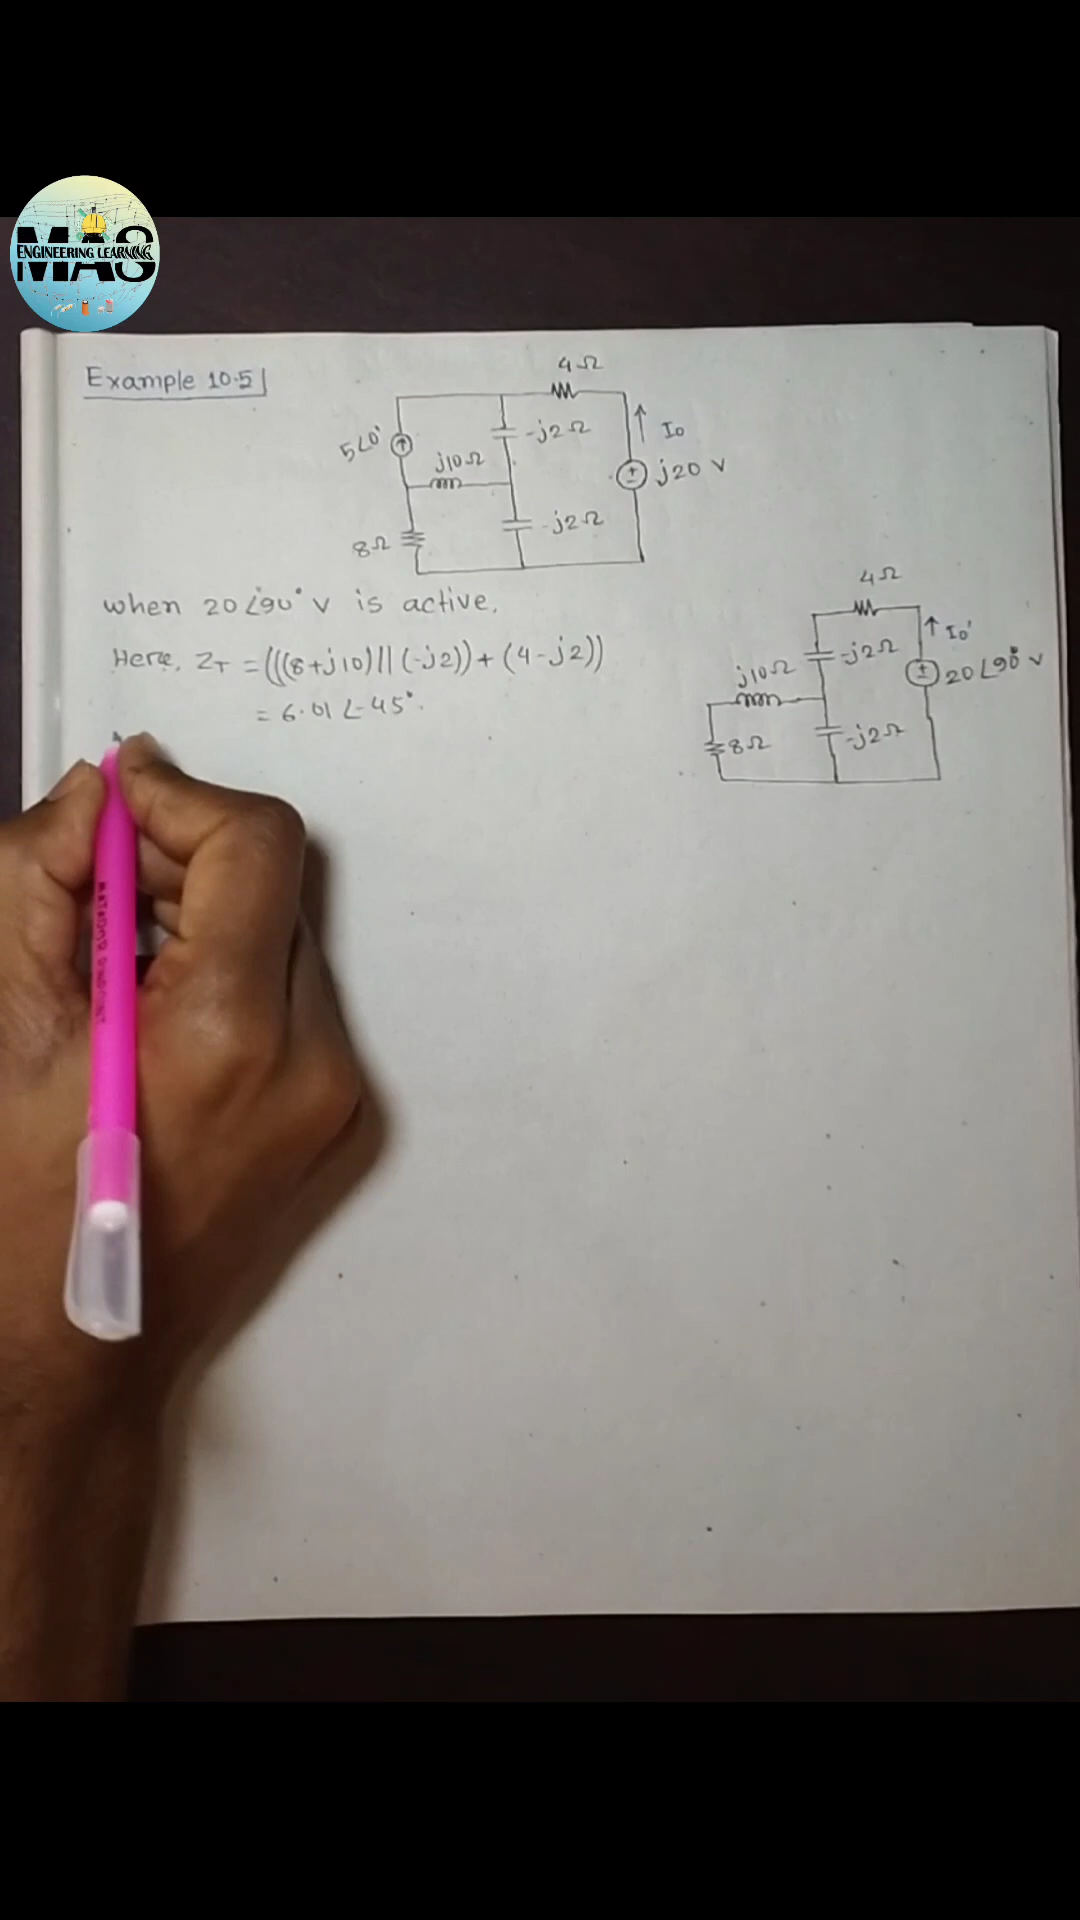 MAS
ENGINEERING LEARNING
Example 10.5
4Ω
5∠0°
-j2Ω
I0
j10Ω
j20 V
-j2Ω
8Ω
when 20∠90° V is active.
Here, ZT = (((8+j10)||(-j2))+(4-j2))
= 6.01∠-45°.
4Ω
I0'
-j2Ω
j10Ω
20∠90° V
8Ω
-j2Ω